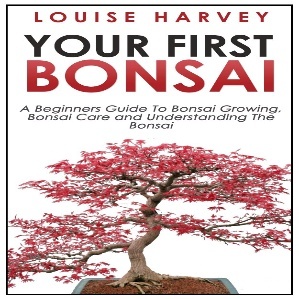 LOUISE HARVEY
YOUR FIRST
BONSAI
A Beginners Guide To Bonsai Growing,
Bonsai Care and UnderstandIng The
Bonsai